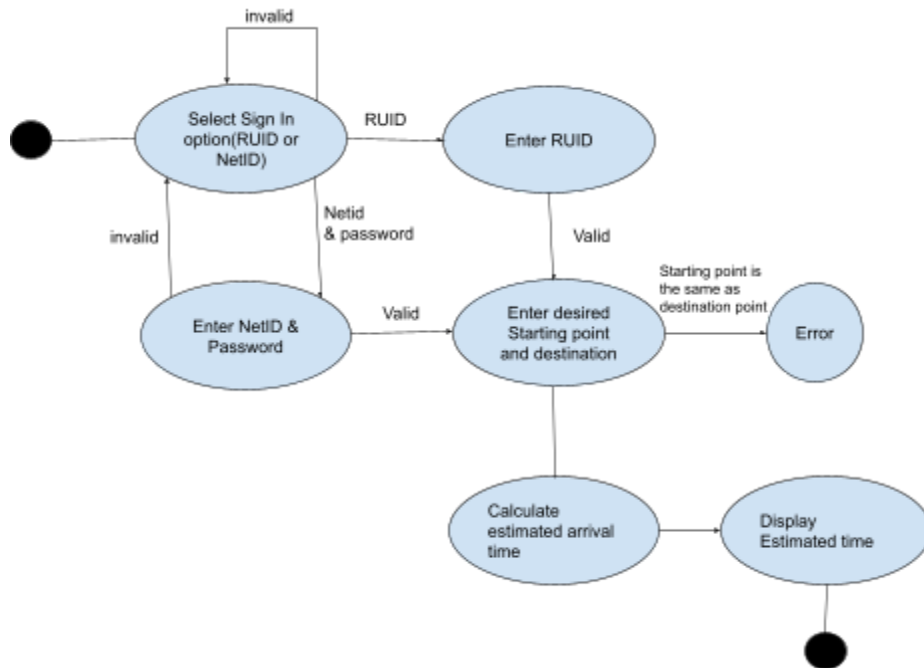 invalid
Select Sign In
option(RUID or
NetID)
RUID
Enter RUID
Netid
& password
invalid
Valid
Starting point is
the same as
destination point
Enter NetID &
Password
Valid
Enter desired
Starting point
and destination
Error
Calculate
estimated arrival
time
Display
Estimated time